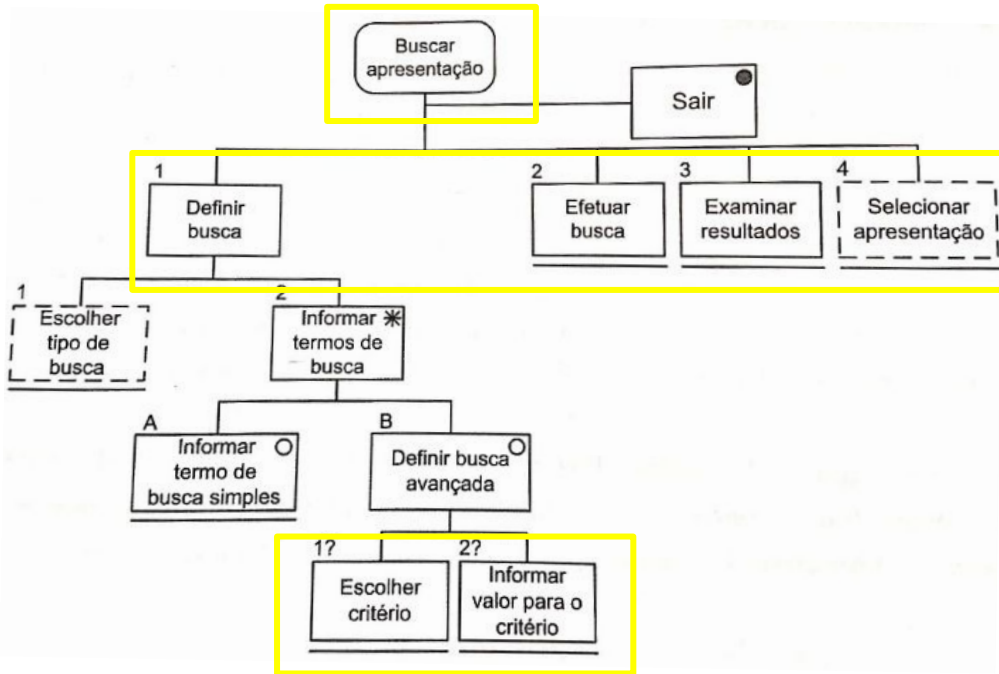 Buscar
apresentação
Sair
1
Definir
busca
2
Efetuar
busca
3
Examinar
resultados
4
Selecionar
apresentação
1
Escolher
tipo de
busca
2
Informar
termos de
busca
A
Informar
termo de
busca simples
B
Definir busca
avançada
1?
Escolher
critério
2?
Informar
valor para o
critério